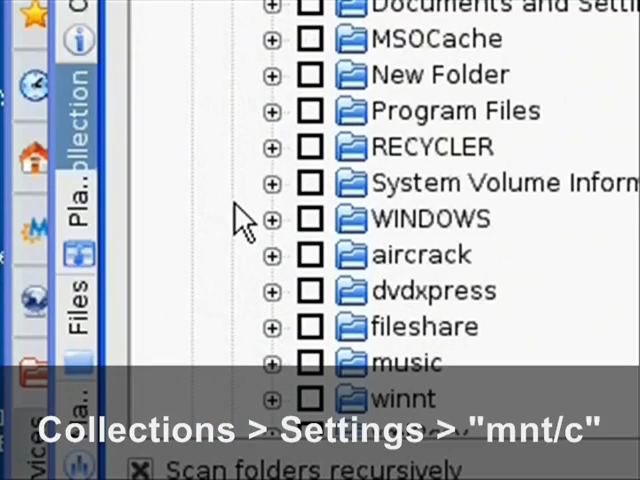 Documents and Setti
MSOCache
New Folder
Program Files
RECYCLER
System Volume Inform
WINDOWS
aircrack
dvdxpress
fileshare
music
winnt
Scan folders recursively
ollection
Pla..
Files
Collections > Settings > "mnt/c"